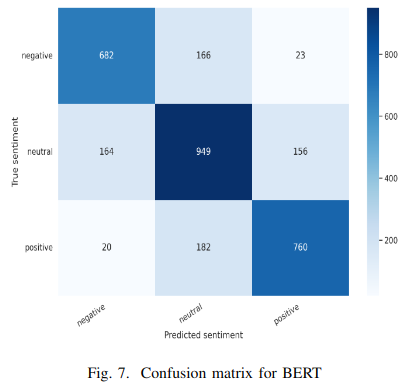 negative 682 166 23
800
600
neutral 164 949 156
400
positive 20 182 760
200
negative neutral positive
True sentiment
Predicted sentiment
Fig. 7. Confusion matrix for BERT